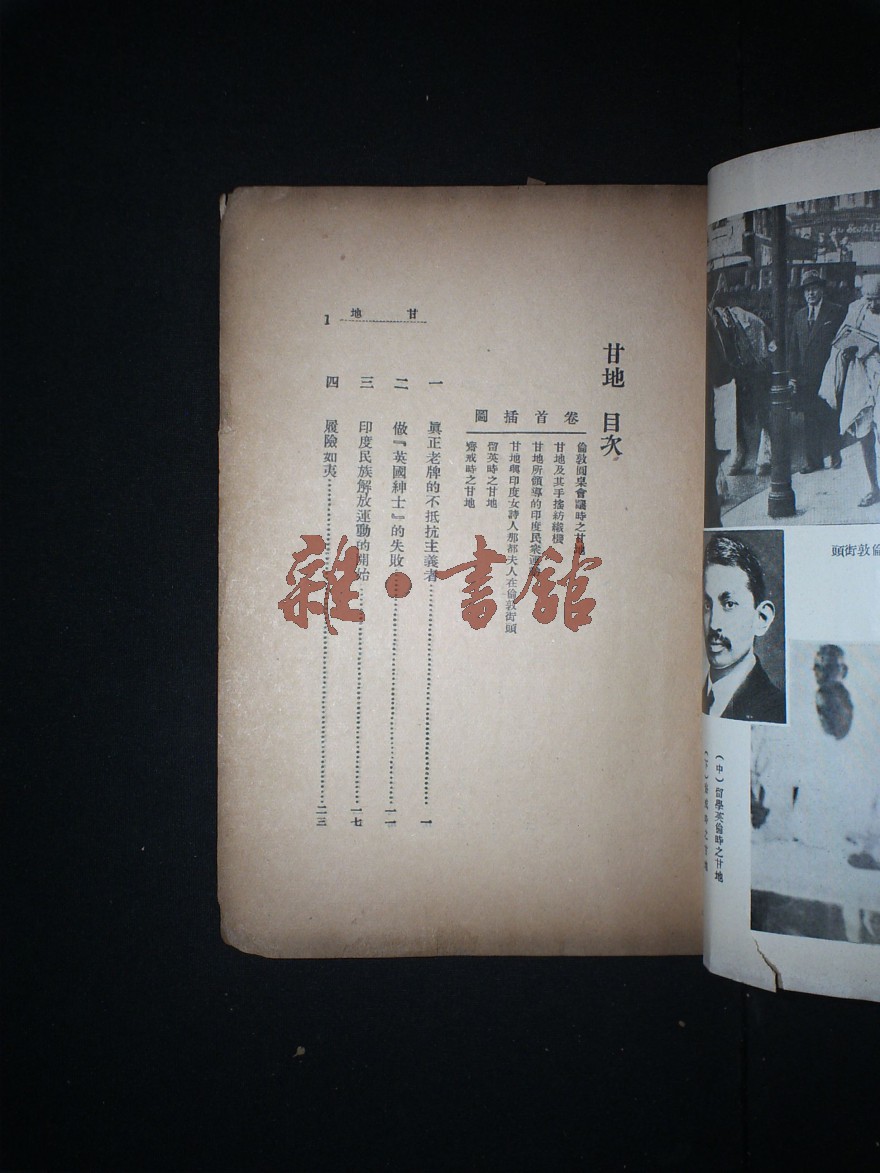 甘地 目次
卷首插圖
倫敦圓桌會議時之甘地
甘地及其手搖紡織機
甘地所領導的印度民衆運
甘地與印度女詩人那都夫人在倫敦街頭
留英時之甘地
齋戒時之甘地
一 眞正老牌的不抵抗主義者 一
二 做『英國紳士』的失敗 一一
三 印度民族解放運動的開始 一七
四 履險如夷 二三
甘地 1
雜·書館
倫敦街頭
(中)留學英倫時之甘地